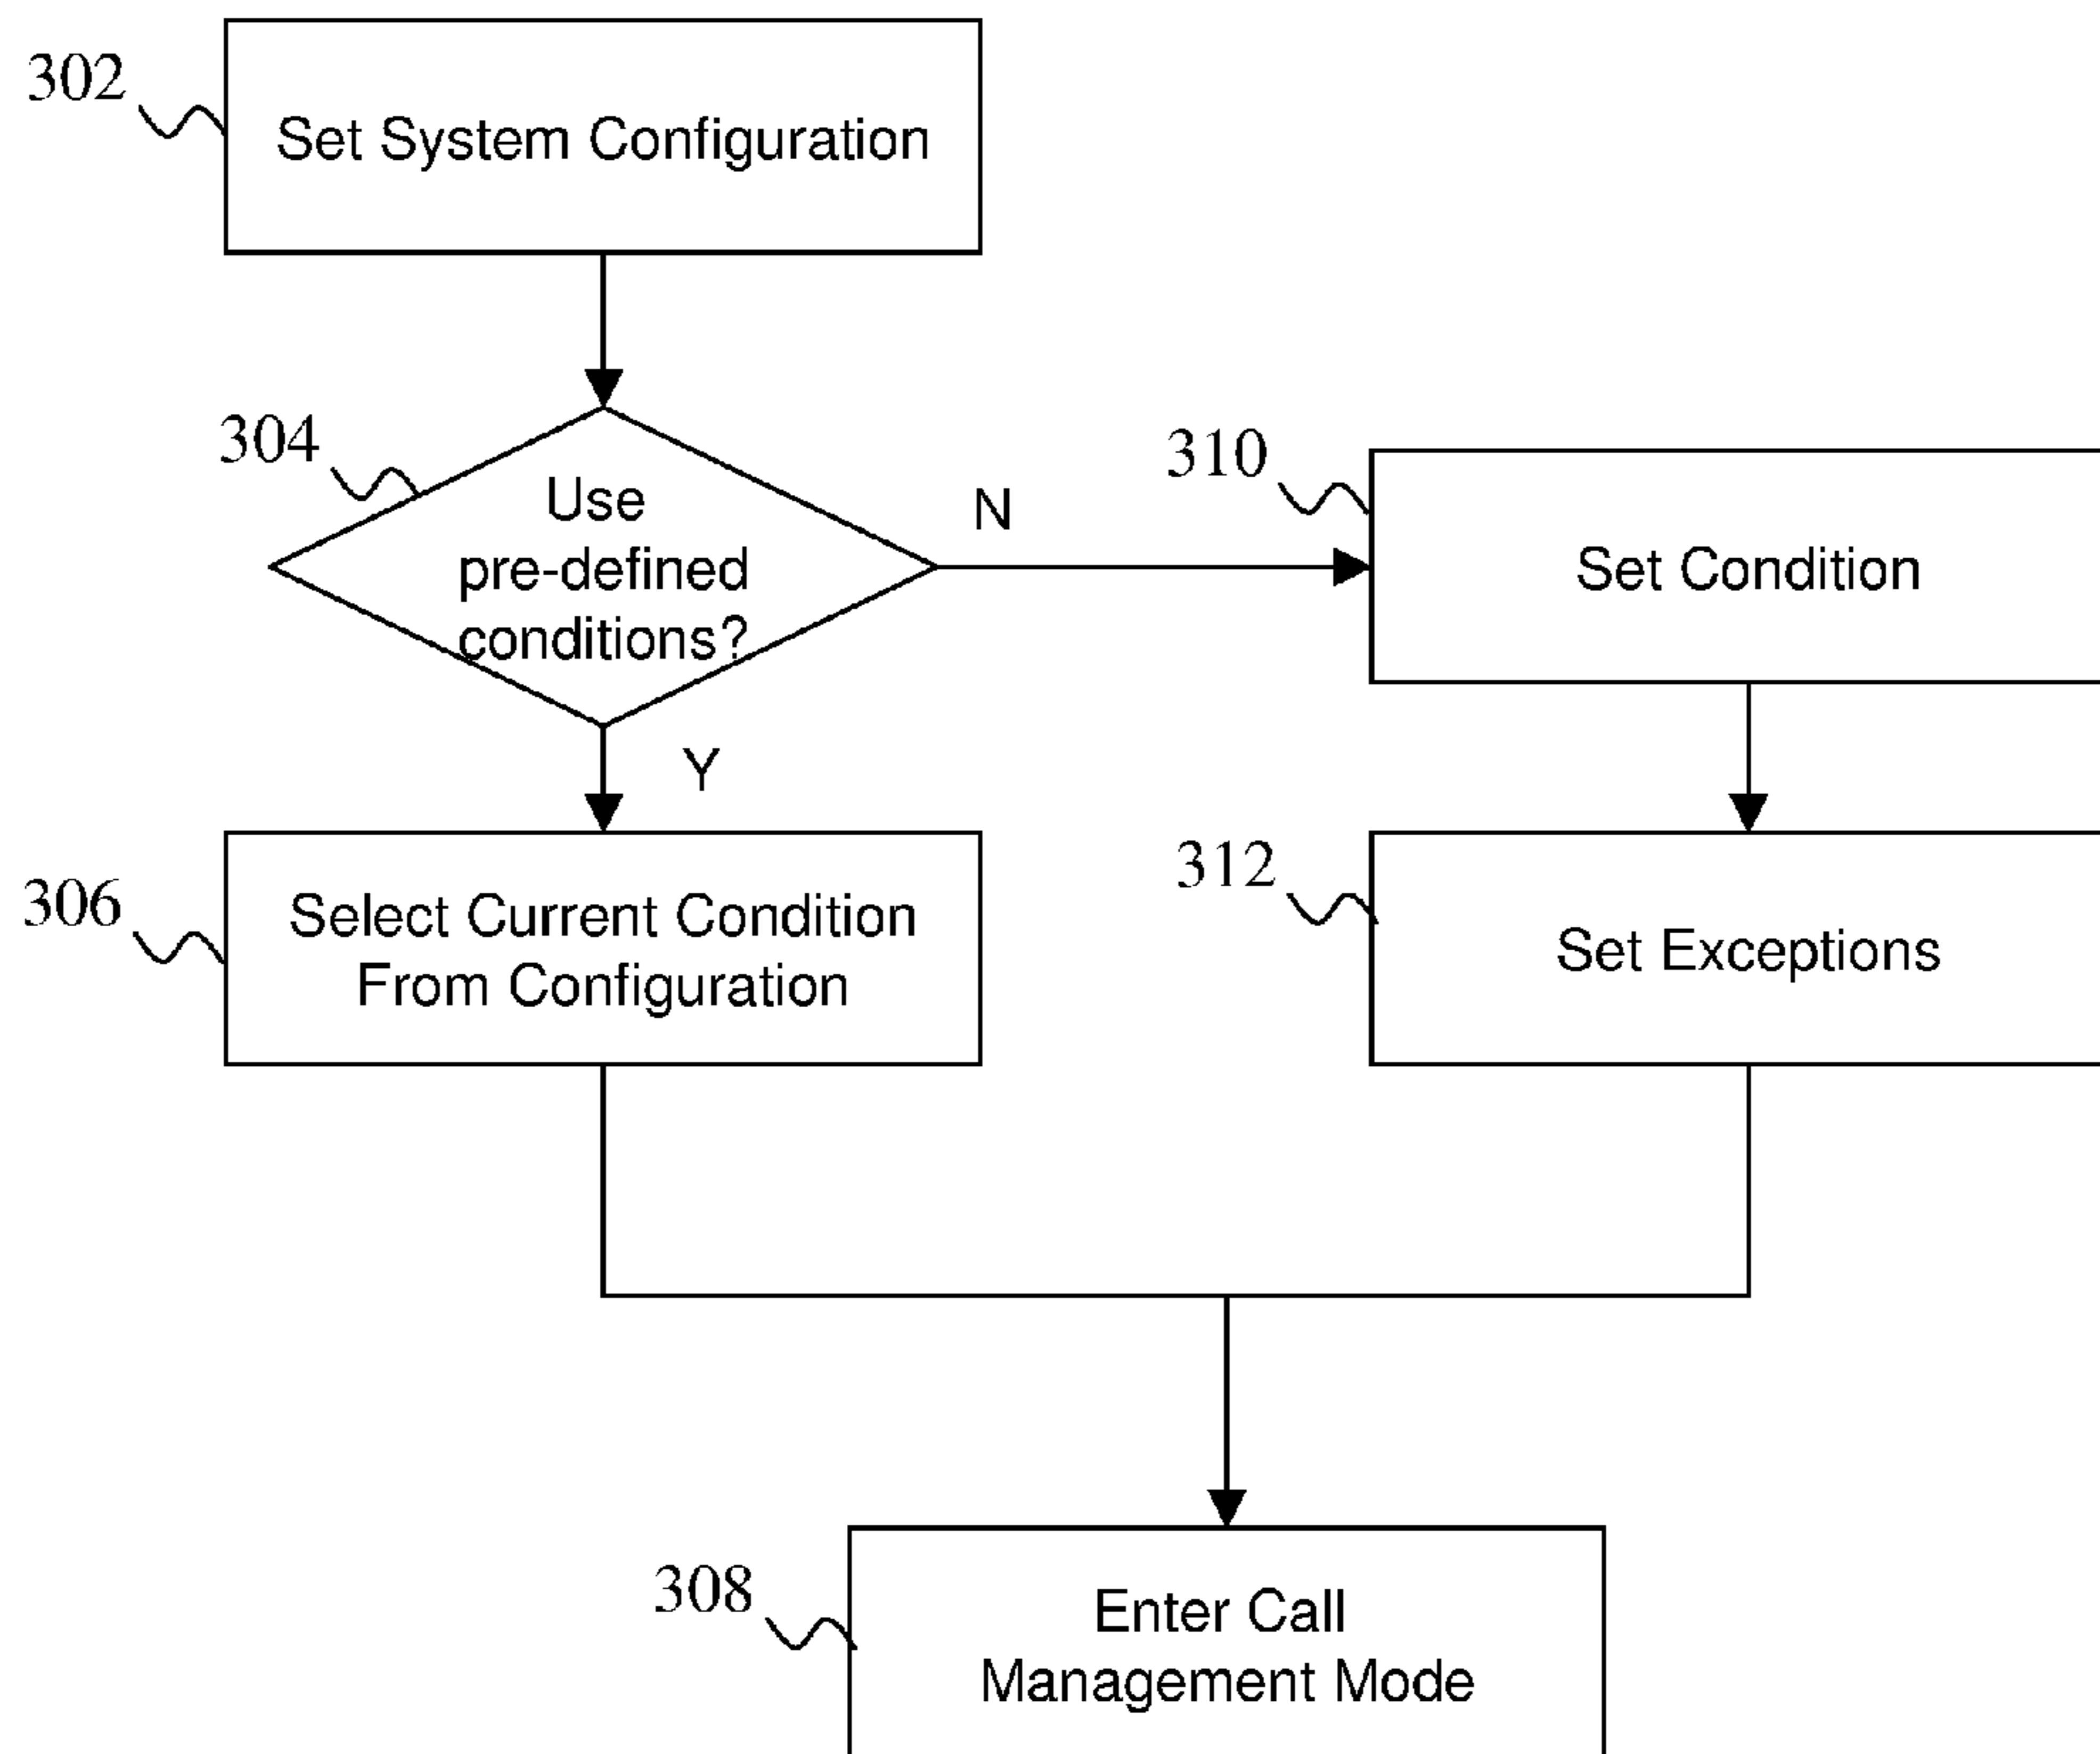 302
Set System Configuration
304
Use
pre-defined
conditions?
N
310
Set Condition
Y
306
Select Current Condition
From Configuration
312
Set Exceptions
308
Enter Call
Management Mode